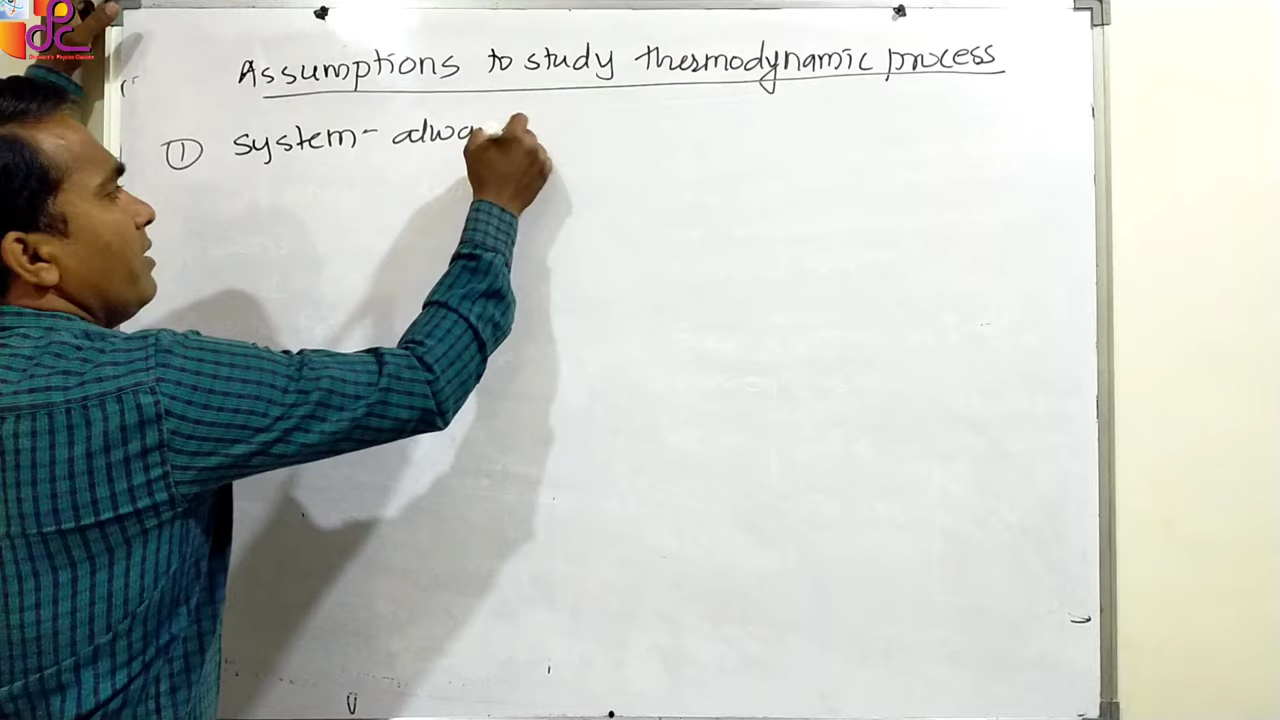 Assumptions to study thermodynamic process
① system - alwa